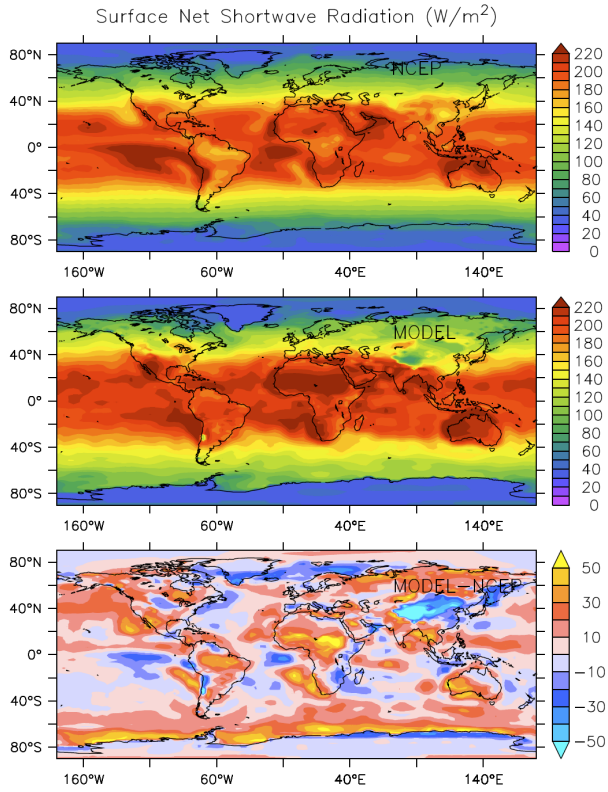 Surface Net Shortwave Radiation (W/m²)
80°N
40°N
0°
40°S
80°S
160°W
60°W
40°E
140°E
NCEP
220
200
180
160
140
120
100
80
60
40
20
0
80°N
40°N
0°
40°S
80°S
160°W
60°W
40°E
140°E
MODEL
220
200
180
160
140
120
100
80
60
40
20
0
80°N
40°N
0°
40°S
80°S
160°W
60°W
40°E
140°E
MODEL-NCEP
50
30
10
−10
−30
−50